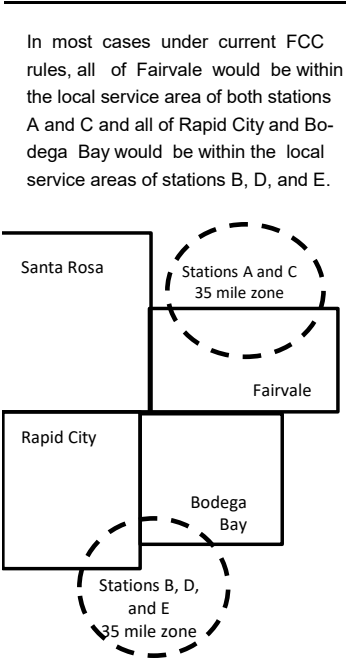 In most cases under current FCC
rules, all of Fairvale would be within
the local service area of both stations
A and C and all of Rapid City and Bo-
dega Bay would be within the local
service areas of stations B, D, and E.
Santa Rosa
Stations A and C
35 mile zone
Fairvale
Rapid City
Bodega
Bay
Stations B, D,
and E
35 mile zone